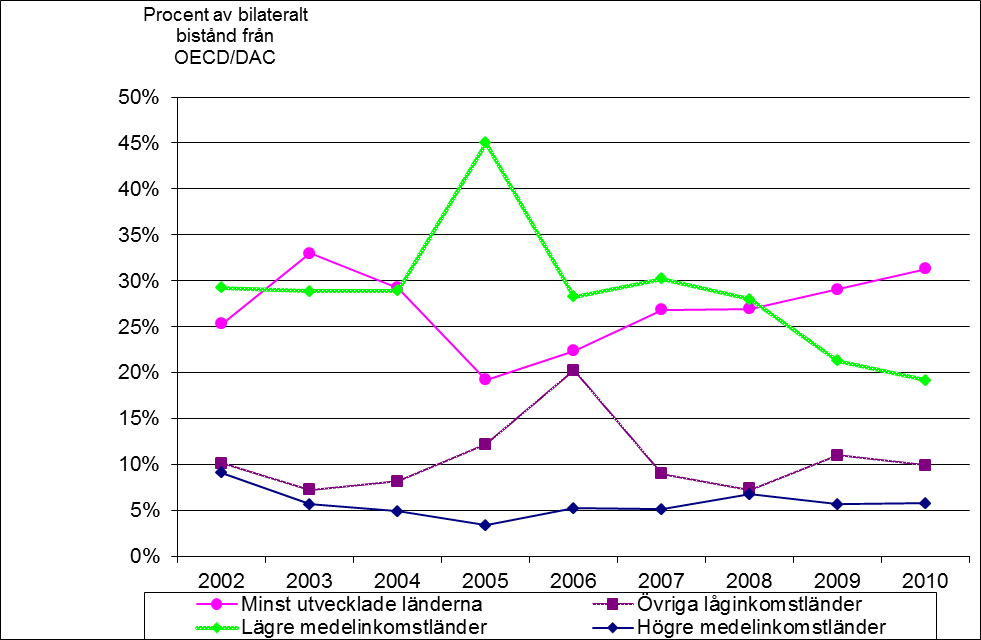 Procent av bilateralt
bistånd från
OECD/DAC
50%
45%
40%
35%
30%
25%
20%
15%
10%
5%
0%
2002 2003 2004 2005 2006 2007 2008 2009 2010
Minst utvecklade länderna Övriga låginkomstländer
Lägre medelinkomstländer Högre medelinkomstländer